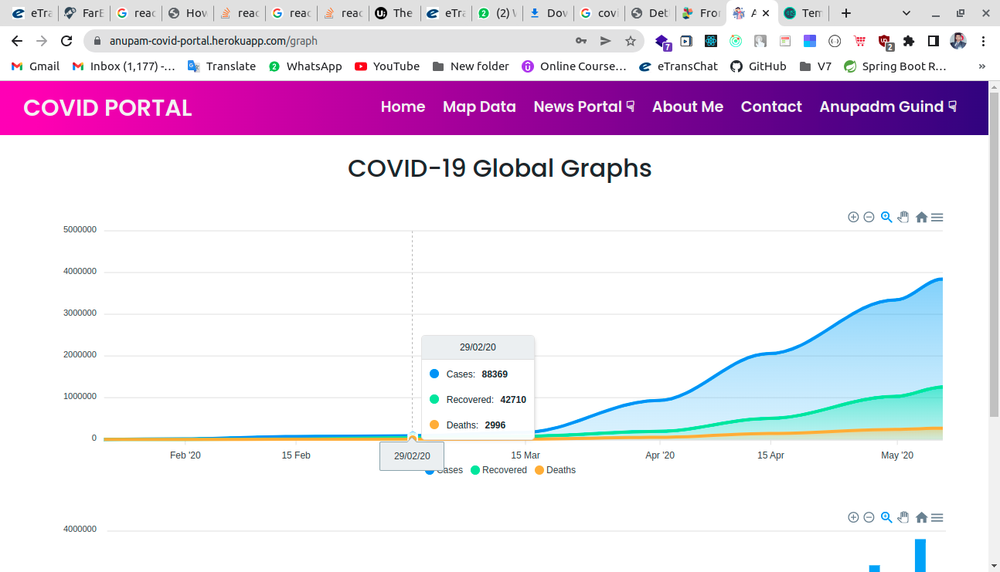 eTra FarE reac How reac reac reac The eTra (2) W Dow covi Det Fron A Tem
anupam-covid-portal.herokuapp.com/graph
7 2
Gmail Inbox (1,177) -... Translate WhatsApp YouTube New folder Online Course... eTransChat GitHub V7 Spring Boot R... »
COVID PORTAL Home Map Data News Portal ☟ About Me Contact Anupadm Guind ☟
COVID-19 Global Graphs
5000000
4000000
3000000
2000000
1000000
0
29/02/20
Cases: 88369
Recovered: 42710
Deaths: 2996
Feb '20 15 Feb 29/02/20 15 Mar Apr '20 15 Apr May '20
Cases Recovered Deaths
4000000